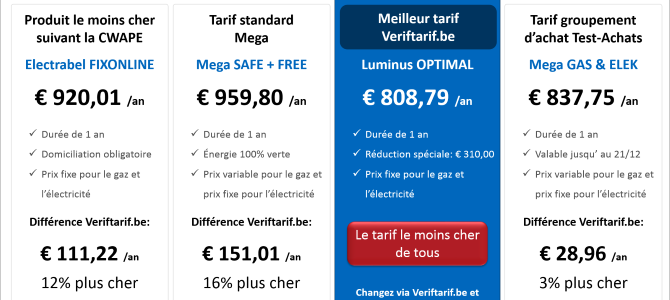 Produit le moins cher
suivant la CWAPE
Electrabel FIXONLINE
€ 920,01 /an
✓ Durée de 1 an
✓ Domiciliation obligatoire
✓ Prix fixe pour le gaz et
l'électricité
Différence Veriftarif.be:
€ 111,22 /an
12% plus cher
Tarif standard
Mega
Mega SAFE + FREE
€ 959,80 /an
✓ Durée de 1 an
✓ Énergie 100% verte
✓ Prix variable pour le gaz et
prix fixe pour l'électricité
Différence Veriftarif.be:
€ 151,01 /an
16% plus cher
Meilleur tarif
Veriftarif.be
Luminus OPTIMAL
€ 808,79 /an
✓ Durée de 1 an
✓ Réduction spéciale: € 310,00
✓ Prix fixe pour le gaz et
l'électricité
Le tarif le moins cher
de tous
Changez via Veriftarif.be et
Tarif groupement
d'achat Test-Achats
Mega GAS & ELEK
€ 837,75 /an
✓ Durée de 1 an
✓ Valable jusqu' au 21/12
✓ Prix variable pour le gaz et
prix fixe pour l'électricité
Différence Veriftarif.be:
€ 28,96 /an
3% plus cher